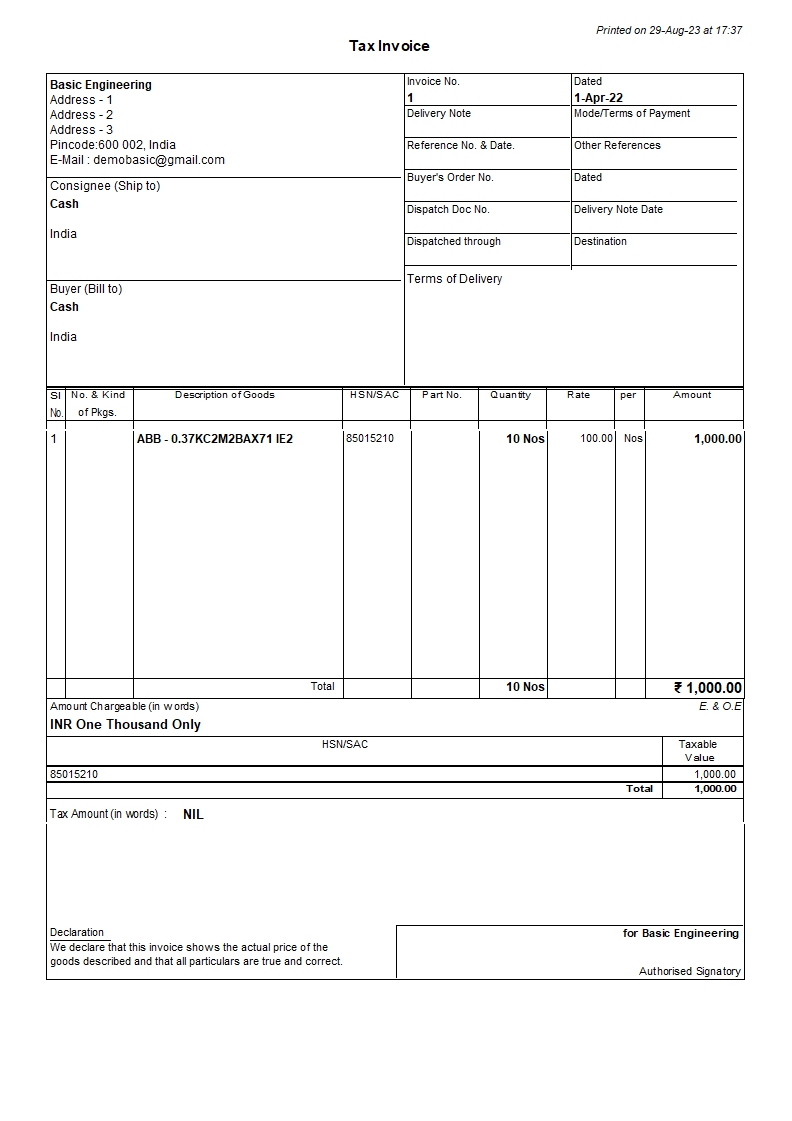 Printed on 29-Aug-23 at 17:37
Tax Invoice
Basic Engineering
Address - 1
Address - 2
Address - 3
Pincode:600 002, India
E-Mail : demobasic@gmail.com
Invoice No.
1
Dated
1-Apr-22
Delivery Note
Mode/Terms of Payment
Reference No. & Date.
Other References
Buyer's Order No.
Dated
Dispatch Doc No.
Delivery Note Date
Dispatched through
Destination
Terms of Delivery
Consignee (Ship to)
Cash
India
Buyer (Bill to)
Cash
India
Sl No. No. & Kind of Pkgs. Description of Goods HSN/SAC Part No. Quantity Rate per Amount
1 ABB - 0.37KC2M2BAX71 IE2 85015210 10 Nos 100.00 Nos 1,000.00
Total 10 Nos ₹ 1,000.00
Amount Chargeable (in words) E. & O.E
INR One Thousand Only
HSN/SAC Taxable Value
85015210 1,000.00
Total 1,000.00
Tax Amount (in words) : NIL
Declaration
We declare that this invoice shows the actual price of the
goods described and that all particulars are true and correct.
for Basic Engineering
Authorised Signatory